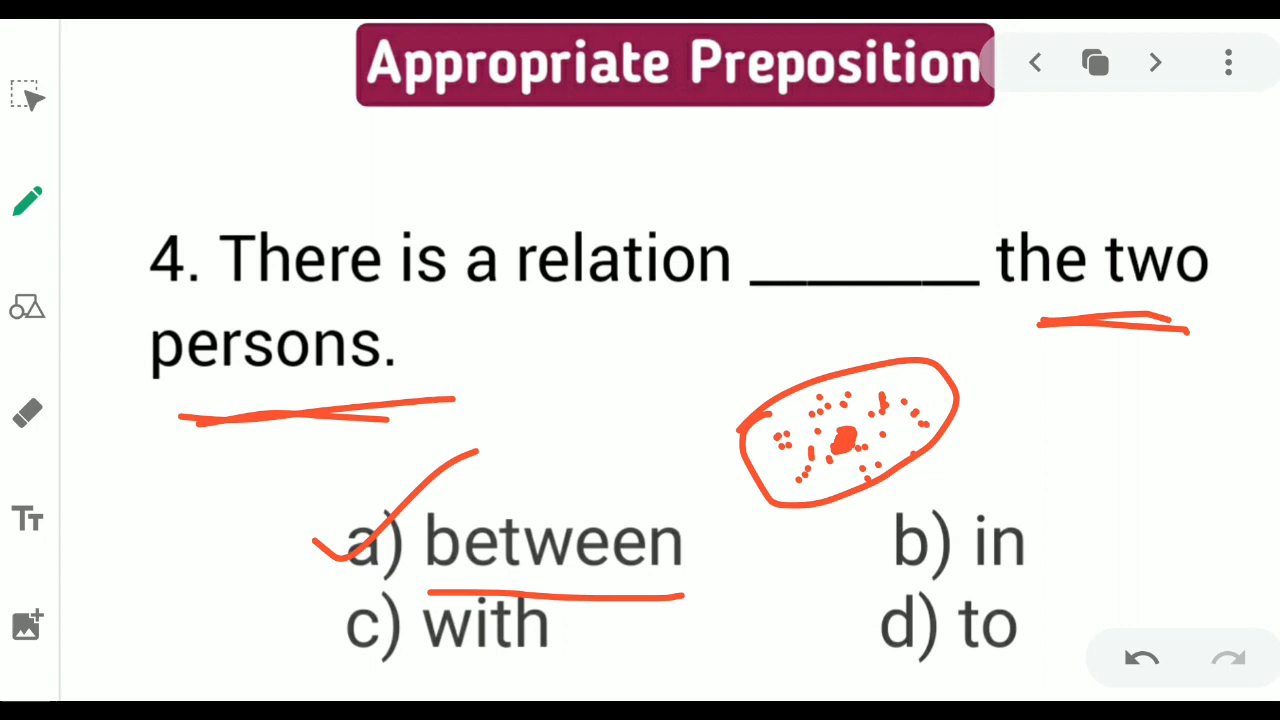 Appropriate Preposition
4. There is a relation ________ the two
persons.
a) between b) in
c) with d) to